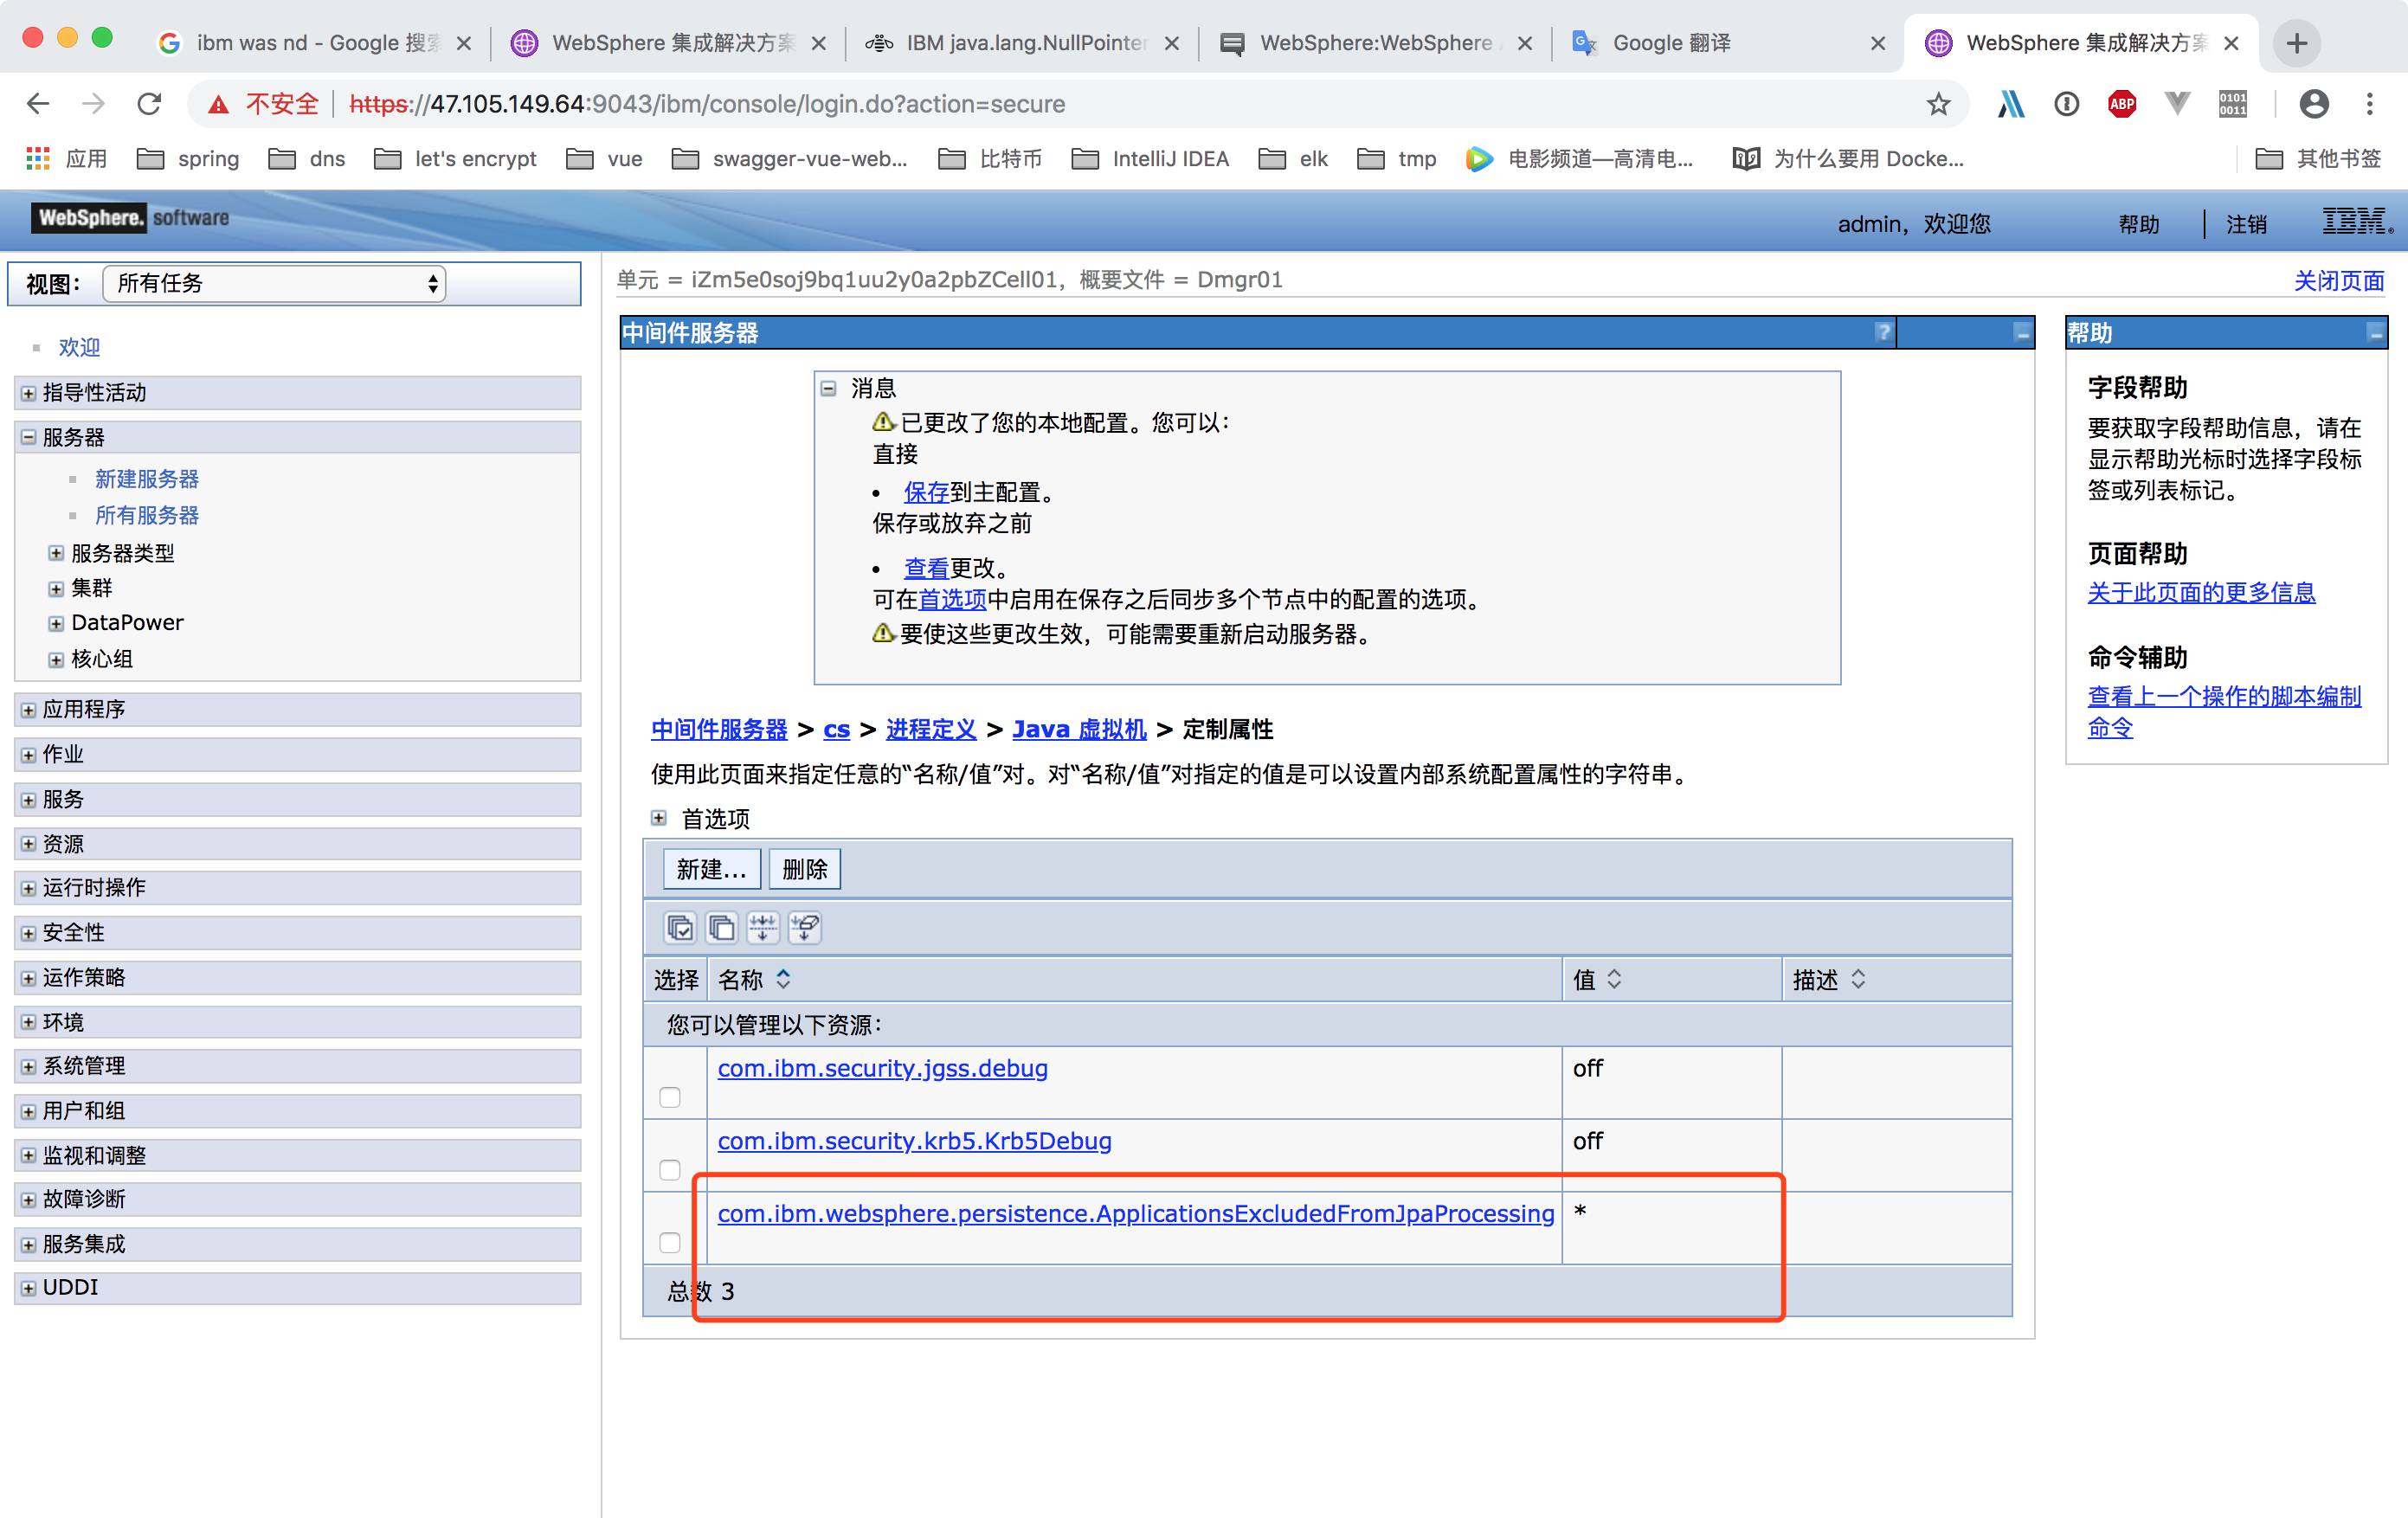 ibm was nd - Google 搜索
WebSphere 集成解决方案
IBM java.lang.NullPointer
WebSphere:WebSphere
Google 翻译
WebSphere 集成解决方案
不安全
https://47.105.149.64:9043/ibm/console/login.do?action=secure
ABP
0101
0011
应用
spring
dns
let's encrypt
vue
swagger-vue-web...
比特币
IntelliJ IDEA
elk
tmp
电影频道—高清电...
为什么要用 Docke...
其他书签
WebSphere. software
admin，欢迎您
帮助
注销
IBM.
视图：
所有任务
欢迎
指导性活动
服务器
新建服务器
所有服务器
服务器类型
集群
DataPower
核心组
应用程序
作业
服务
资源
运行时操作
安全性
运作策略
环境
系统管理
用户和组
监视和调整
故障诊断
服务集成
UDDI
单元 = iZm5e0soj9bq1uu2y0a2pbZCell01，概要文件 = Dmgr01
关闭页面
中间件服务器
?
消息
已更改了您的本地配置。您可以：
直接
• 保存到主配置。
保存或放弃之前
• 查看更改。
可在首选项中启用在保存之后同步多个节点中的配置的选项。
要使这些更改生效，可能需要重新启动服务器。
中间件服务器 > cs > 进程定义 > Java 虚拟机 > 定制属性
使用此页面来指定任意的“名称/值”对。对“名称/值”对指定的值是可以设置内部系统配置属性的字符串。
首选项
新建...
删除
选择
名称
值
描述
您可以管理以下资源：
com.ibm.security.jgss.debug
off
com.ibm.security.krb5.Krb5Debug
off
com.ibm.websphere.persistence.ApplicationsExcludedFromJpaProcessing
*
总数 3
帮助
字段帮助
要获取字段帮助信息，请在
显示帮助光标时选择字段标
签或列表标记。
页面帮助
关于此页面的更多信息
命令辅助
查看上一个操作的脚本编制
命令